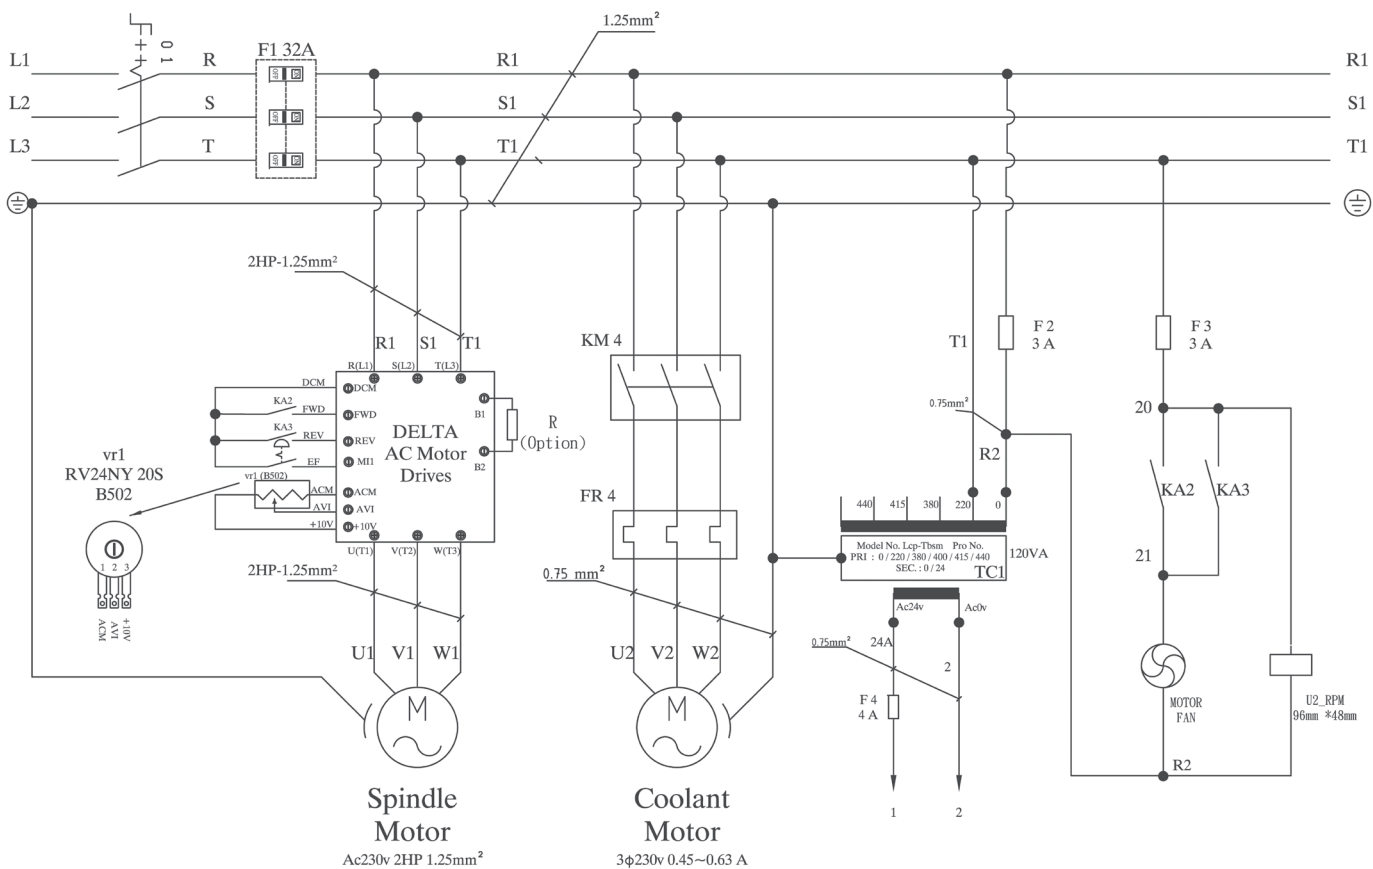 1.25mm²
0 1
L1
R
F1 32A
R1
R1
L2
S
S1
S1
L3
T
T1
T1
OFF ON
OFF ON
OFF ON
2HP-1.25mm²
R1 S1 T1
R(L1) S(L2) T(L3)
DCM
DCM
KA2
FWD
FWD
KA3
REV
REV
EF
MI1
vr1 (B502)
ACM
ACM
AVI
AVI
+10V
+10V
DELTA
AC Motor
Drives
B1
B2
R
(Option)
U(T1) V(T2) W(T3)
2HP-1.25mm²
U1 V1 W1
M
Spindle
Motor
Ac230v 2HP 1.25mm²
vr1
RV24NY 20S
B502
1 2 3
ACM
AVI
+10V
KM 4
FR 4
0.75 mm²
U2 V2 W2
M
Coolant
Motor
3φ230v 0.45~0.63 A
T1
F 2
3 A
0.75mm²
R2
440 415 380 220 0
Model No. Lcp-Tbsm Pro No.
PRI : 0 / 220 / 380 / 400 / 415 / 440
SEC. : 0 / 24
TC1
120VA
Ac24v Ac0v
0.75mm²
24A
2
F 4
4 A
1
2
F 3
3 A
20
KA2
KA3
21
MOTOR
FAN
U2_RPM
96mm *48mm
R2